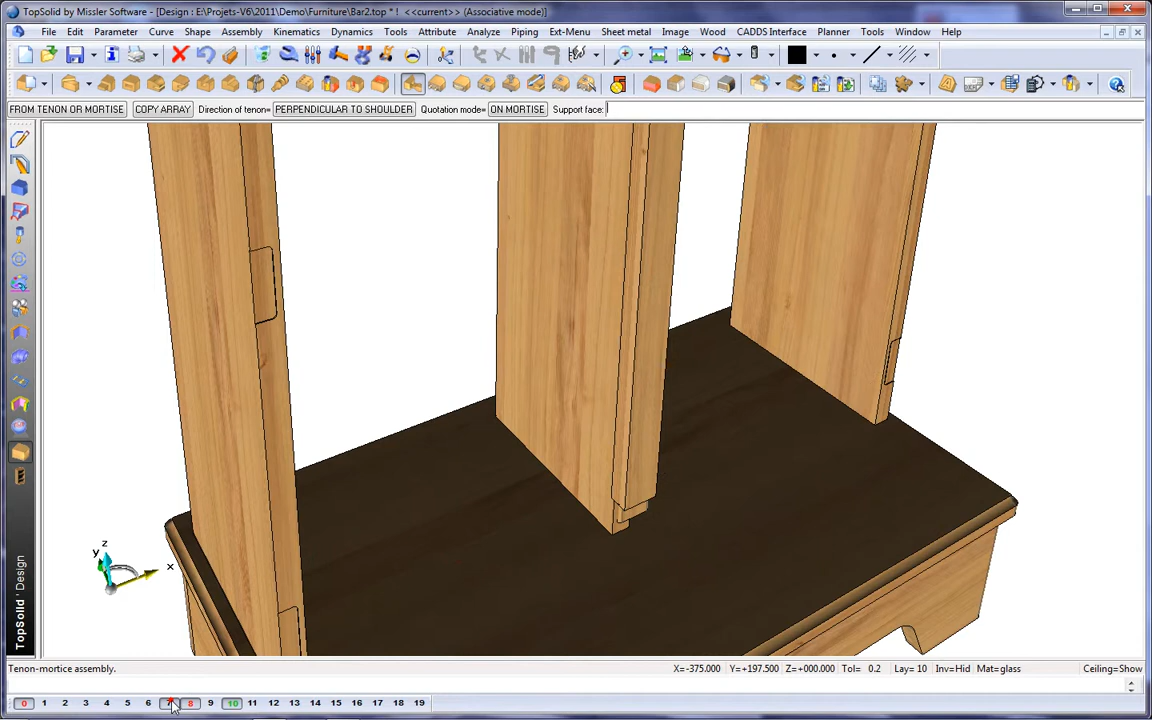 TopSolid by Missler Software - [Design : E:\Projets-V6\2011\Demo\Furniture\Bar2.top * ! <<current>> (Associative mode)]
File Edit Parameter Curve Shape Assembly Kinematics Dynamics Tools Attribute Analyze Piping Ext-Menu Sheet metal Image Wood CADDS Interface Planner Tools Window Help
FROM TENON OR MORTISE COPY ARRAY Direction of tenon= PERPENDICULAR TO SHOULDER Quotation mode= ON MORTISE Support face:
z
y
x
TopSolid ' Design
Tenon-mortice assembly. X=-375.000 Y=+197.500 Z=+000.000 Tol= 0.2 Lay= 10 Inv=Hid Mat=glass Ceiling=Show
0 1 2 3 4 5 6 7 8 9 10 11 12 13 14 15 16 17 18 19